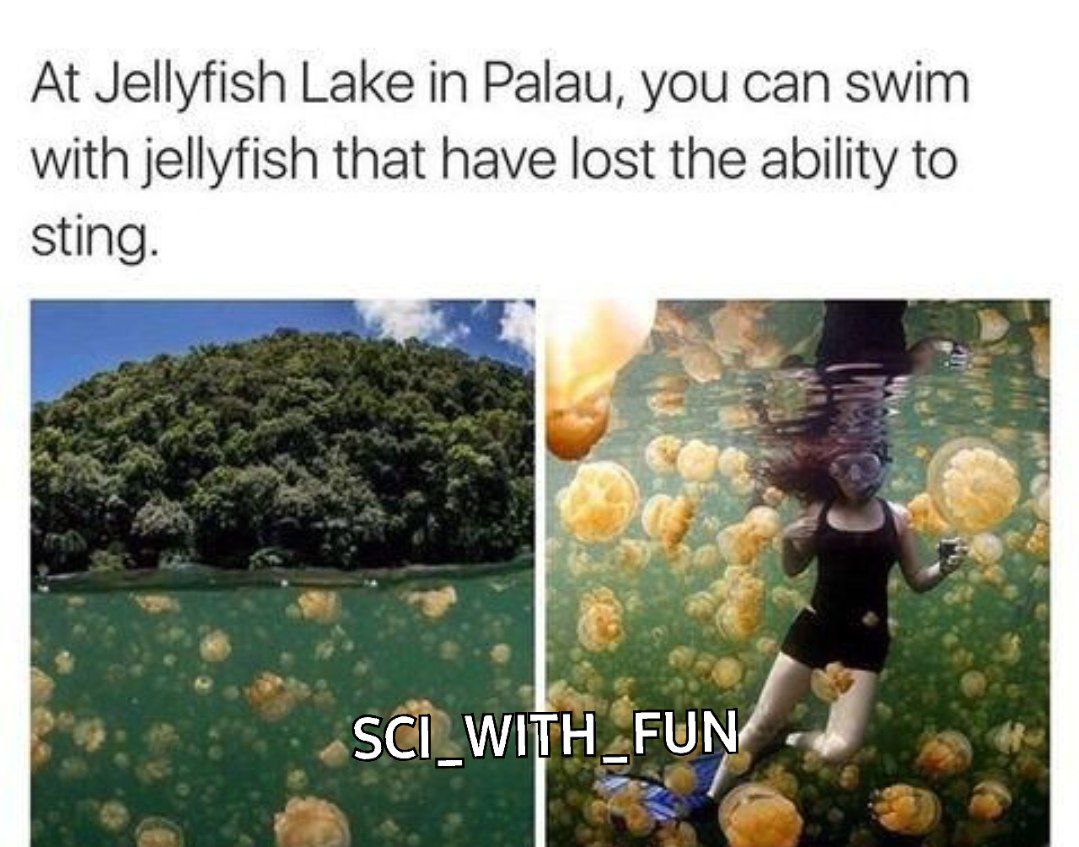 At Jellyfish Lake in Palau, you can swim
with jellyfish that have lost the ability to
sting.
SCI_WITH_FUN